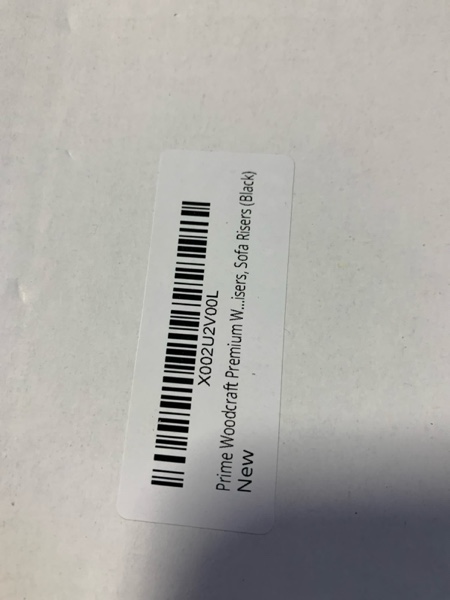 X002U2V00L
Prime Woodcraft Premium W...isers, Sofa Risers (Black)
New